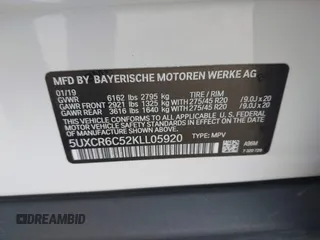 MFD BY BAYERISCHE MOTOREN WERKE AG
01/19 TIRE / RIM
GVWR 6162 lbs 2795 kg
GAWR FRONT 2921 lbs 1325 kg WITH 275/45 R20 /9.0J x 20
GAWR REAR 3616 lbs 1640 kg WITH 275/45 R20 /9.0J x 20
THIS VEHICLE CONFORMS TO ALL APPLICABLE U.S. FEDERAL
MOTOR VEHICLE SAFETY STANDARDS IN EFFECT ON THE DATE
OF MANUFACTURE SHOWN ABOVE.
5UXCR6C52KLL05920 TYPE: MPV
DREAMBID